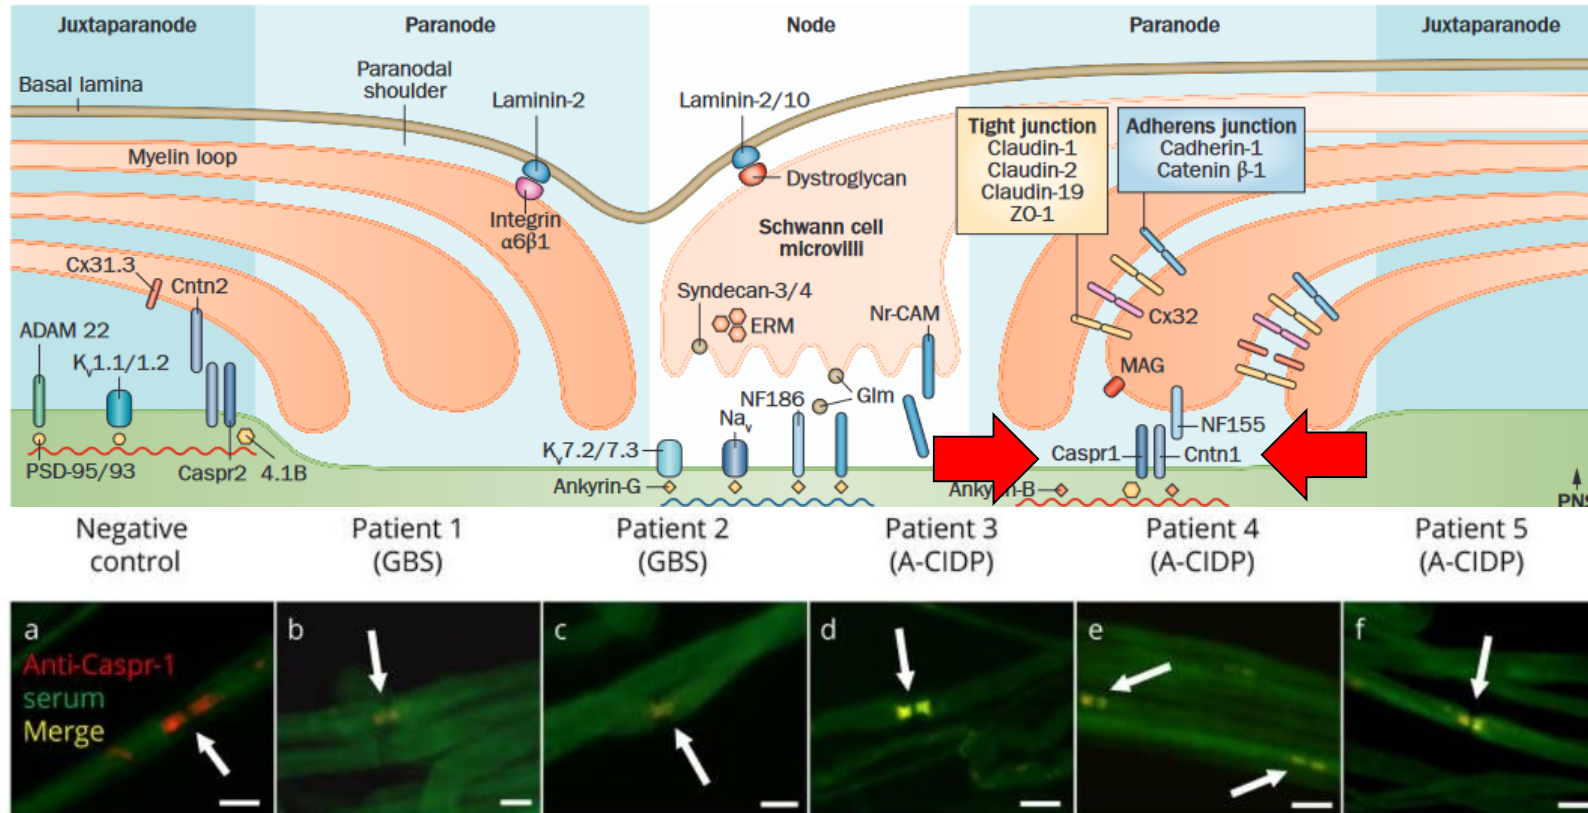 Juxtaparanode
Paranode
Node
Paranode
Juxtaparanode
Basal lamina
Paranodal
shoulder
Laminin-2
Laminin-2/10
Tight junction
Claudin-1
Claudin-2
Claudin-19
ZO-1
Adherens junction
Cadherin-1
Catenin β-1
Myelin loop
Integrin
α6β1
Dystroglycan
Schwann cell
microvilli
Cx31.3
Cntn2
Syndecan-3/4
ERM
Nr-CAM
Cx32
ADAM 22
Kv1.1/1.2
MAG
NF186
Glm
Nav
NF155
Kv7.2/7.3
Caspr1
Cntn1
PSD-95/93
Caspr2
4.1B
Ankyrin-G
Ankyrin-B
PNS
Negative
control
Patient 1
(GBS)
Patient 2
(GBS)
Patient 3
(A-CIDP)
Patient 4
(A-CIDP)
Patient 5
(A-CIDP)
a
b
c
d
e
f
Anti-Caspr-1
serum
Merge